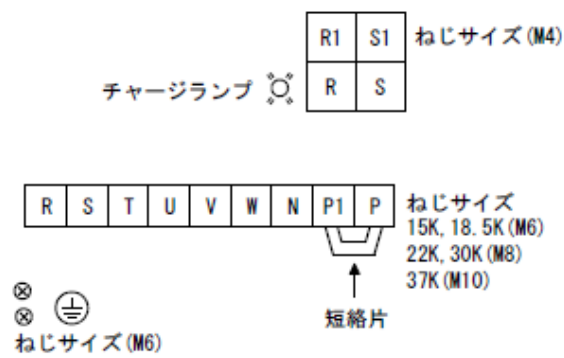 R1 S1 ねじサイズ(M4)
チャージランプ R S
R S T U V W N P1 P ねじサイズ
15K, 18.5K(M6)
22K, 30K(M8)
37K(M10)
短絡片
ねじサイズ(M6)